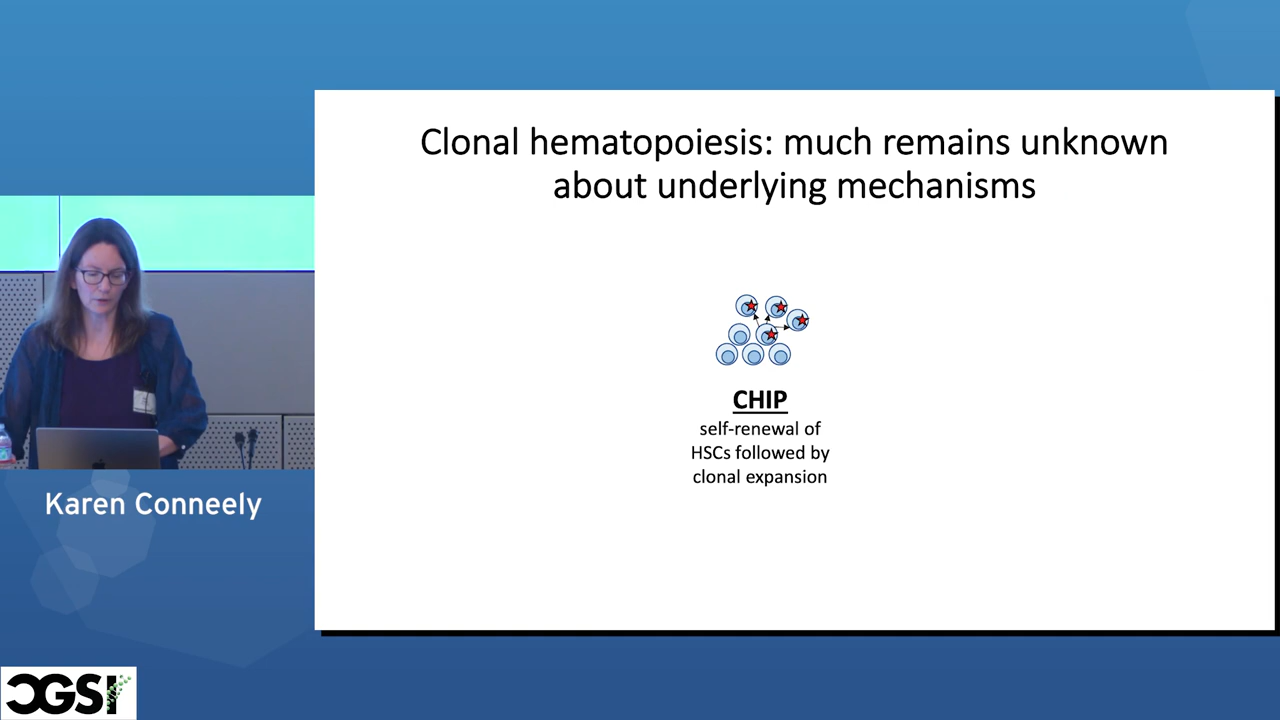 Clonal hematopoiesis: much remains unknown
about underlying mechanisms
CHIP
self-renewal of
HSCs followed by
clonal expansion
Karen Conneely
CGSI